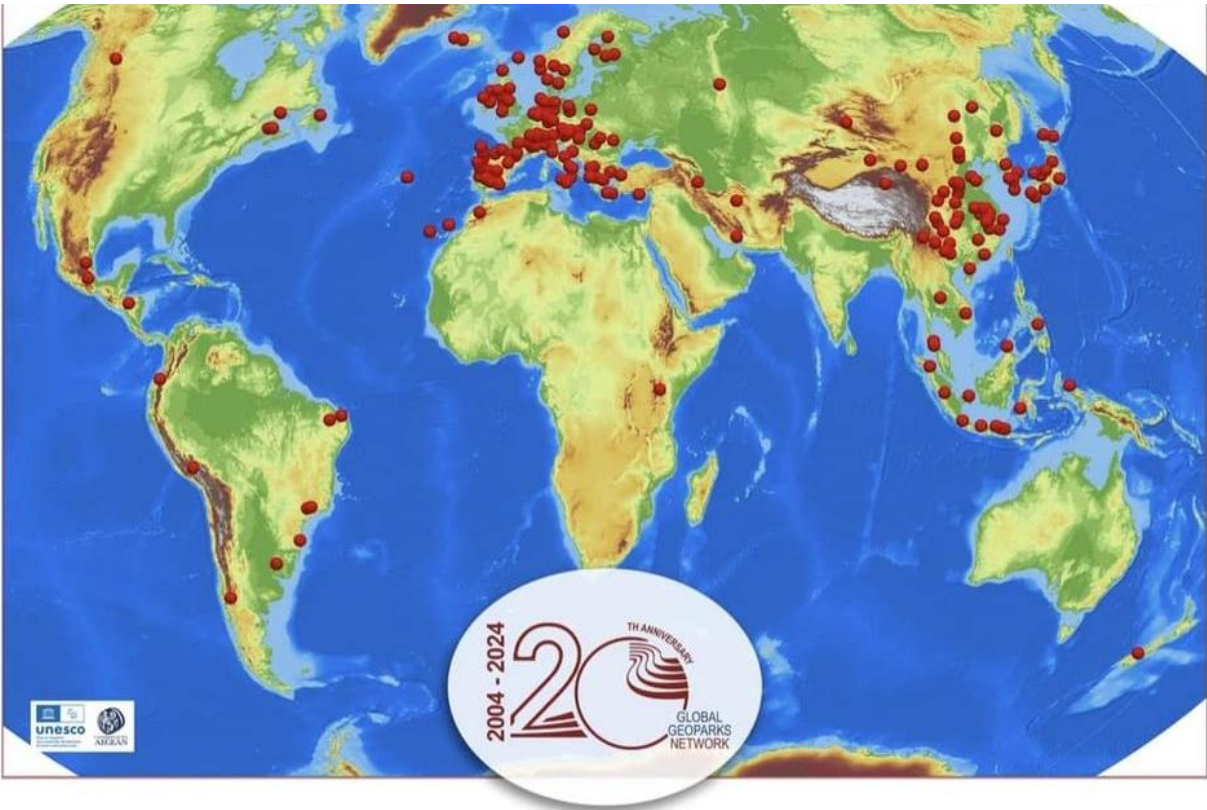 2004 - 2024
20
TH ANNIVERSARY
GLOBAL
GEOPARKS
NETWORK
unesco
AEGEAN